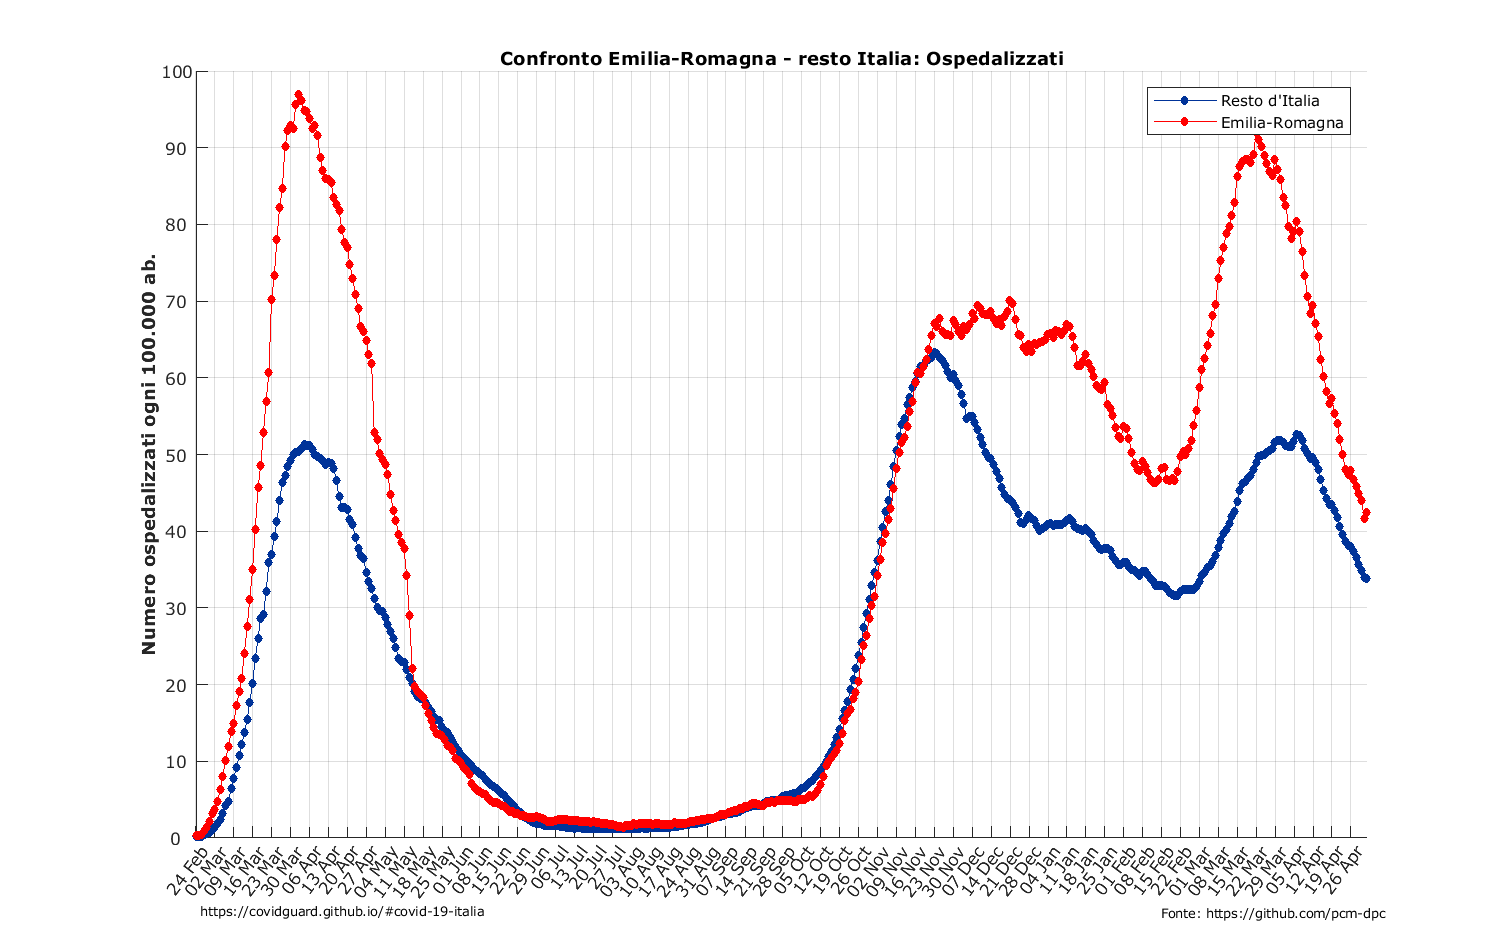 Confronto Emilia-Romagna - resto Italia: Ospedalizzati
Numero ospedalizzati ogni 100.000 ab.
100
90
80
70
60
50
40
30
20
10
0
Resto d'Italia
Emilia-Romagna
24 Feb
02 Mar
09 Mar
16 Mar
23 Mar
30 Mar
06 Apr
13 Apr
20 Apr
27 Apr
04 May
11 May
18 May
25 May
01 Jun
08 Jun
15 Jun
22 Jun
29 Jun
06 Jul
13 Jul
20 Jul
27 Jul
03 Aug
10 Aug
17 Aug
24 Aug
31 Aug
07 Sep
14 Sep
21 Sep
28 Sep
05 Oct
12 Oct
19 Oct
26 Oct
02 Nov
09 Nov
16 Nov
23 Nov
30 Nov
07 Dec
14 Dec
21 Dec
28 Dec
04 Jan
11 Jan
18 Jan
25 Jan
01 Feb
08 Feb
15 Feb
22 Feb
01 Mar
08 Mar
15 Mar
22 Mar
29 Mar
05 Apr
12 Apr
19 Apr
26 Apr
https://covidguard.github.io/#covid-19-italia
Fonte: https://github.com/pcm-dpc